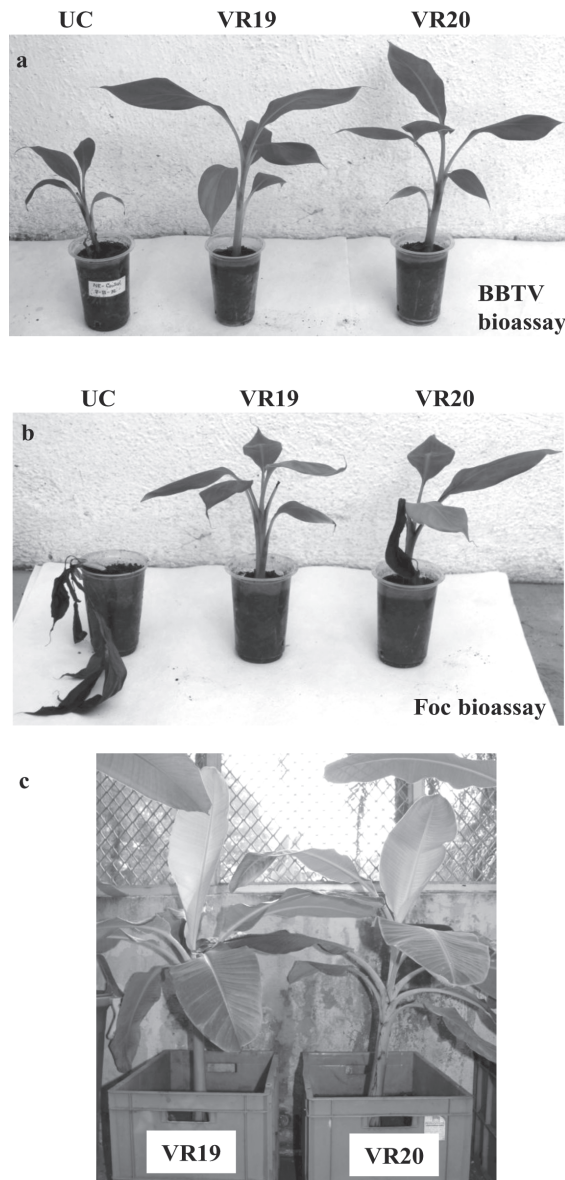 UC VR19 VR20
a
BBTV
bioassay
UC VR19 VR20
b
Foc bioassay
c
VR19 VR20